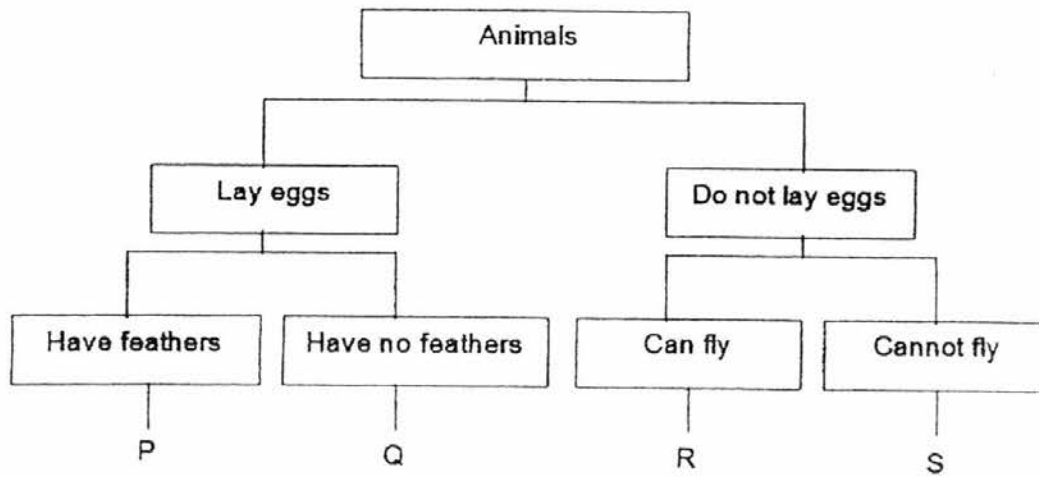 Animals
Lay eggs
Do not lay eggs
Have feathers
Have no feathers
Can fly
Cannot fly
P
Q
R
S